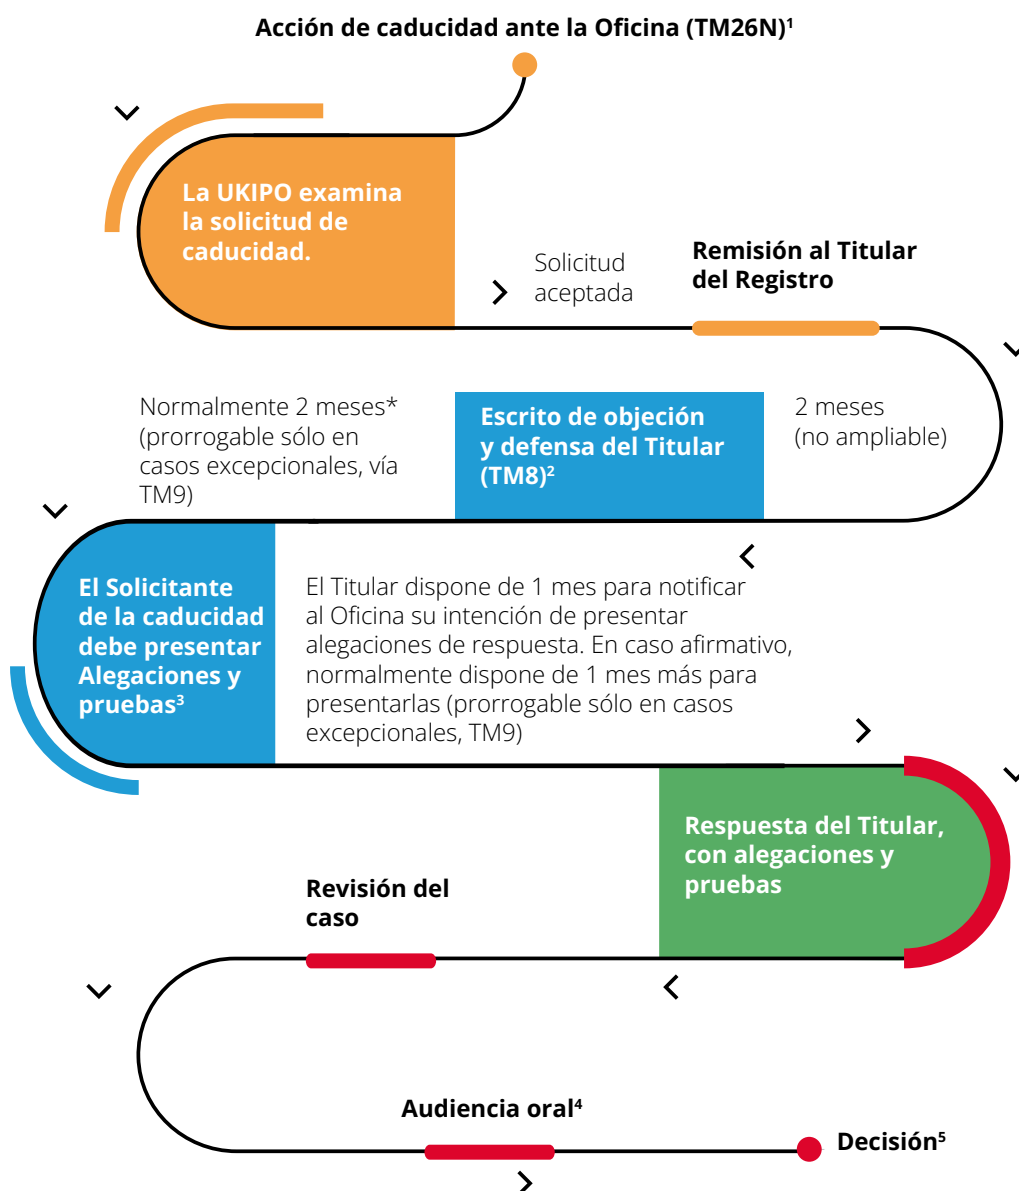 Acción de caducidad ante la Oficina (TM26N)¹
La UKIPO examina
la solicitud de
caducidad.
Solicitud
aceptada
Remisión al Titular
del Registro
2 meses
(no ampliable)
Escrito de objeción
y defensa del Titular
(TM8)²
Normalmente 2 meses*
(prorrogable sólo en
casos excepcionales, vía
TM9)
El Solicitante
de la caducidad
debe presentar
Alegaciones y
pruebas³
El Titular dispone de 1 mes para notificar
al Oficina su intención de presentar
alegaciones de respuesta. En caso afirmativo,
normalmente dispone de 1 mes más para
presentarlas (prorrogable sólo en casos
excepcionales, TM9)
Respuesta del Titular,
con alegaciones y
pruebas
Revisión del
caso
Audiencia oral⁴
Decisión⁵